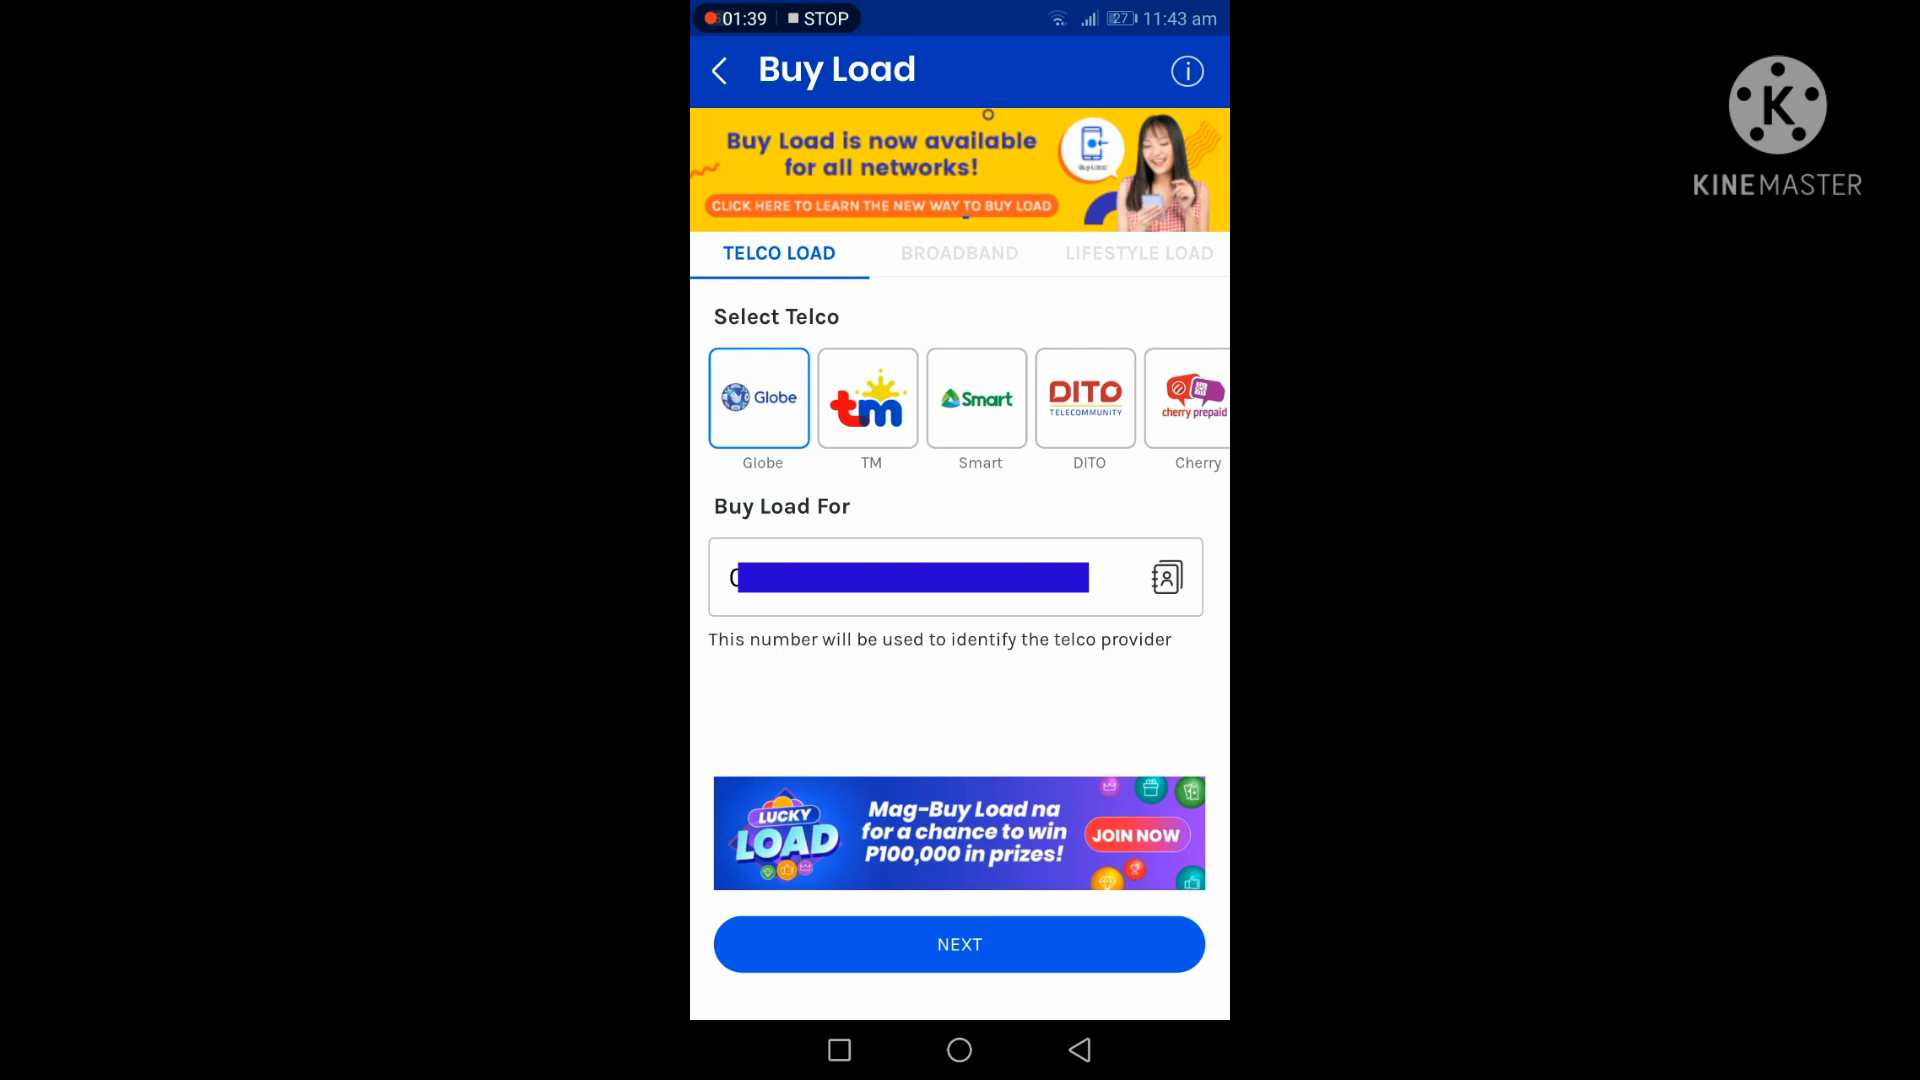 01:39 STOP 27 11:43 am
Buy Load
Buy Load is now available
for all networks!
Buy Load!
CLICK HERE TO LEARN THE NEW WAY TO BUY LOAD
TELCO LOAD BROADBAND LIFESTYLE LOAD
Select Telco
Globe tm Smart DITO TELECOMMUNITY cherry prepaid
Globe TM Smart DITO Cherry
Buy Load For
This number will be used to identify the telco provider
LUCKY
LOAD
Mag-Buy Load na
for a chance to win
P100,000 in prizes!
JOIN NOW
NEXT
K
KINEMASTER